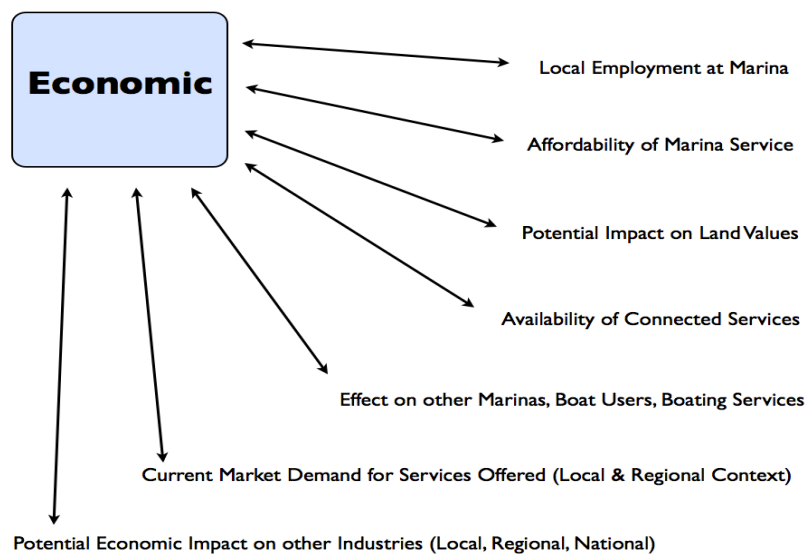 Economic
Local Employment at Marina
Affordability of Marina Service
Potential Impact on Land Values
Availability of Connected Services
Effect on other Marinas, Boat Users, Boating Services
Current Market Demand for Services Offered (Local & Regional Context)
Potential Economic Impact on other Industries (Local, Regional, National)